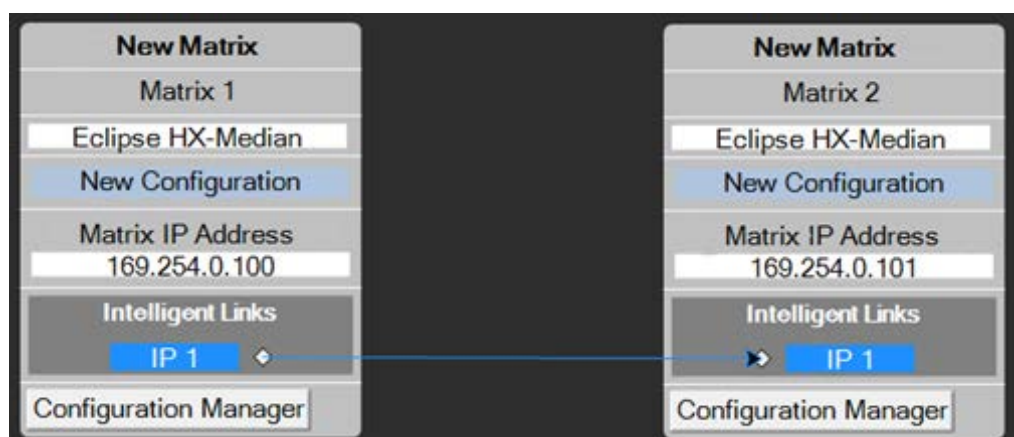 New Matrix
Matrix 1
Eclipse HX-Median
New Configuration
Matrix IP Address
169.254.0.100
Intelligent Links
IP 1
Configuration Manager
New Matrix
Matrix 2
Eclipse HX-Median
New Configuration
Matrix IP Address
169.254.0.101
Intelligent Links
IP 1
Configuration Manager